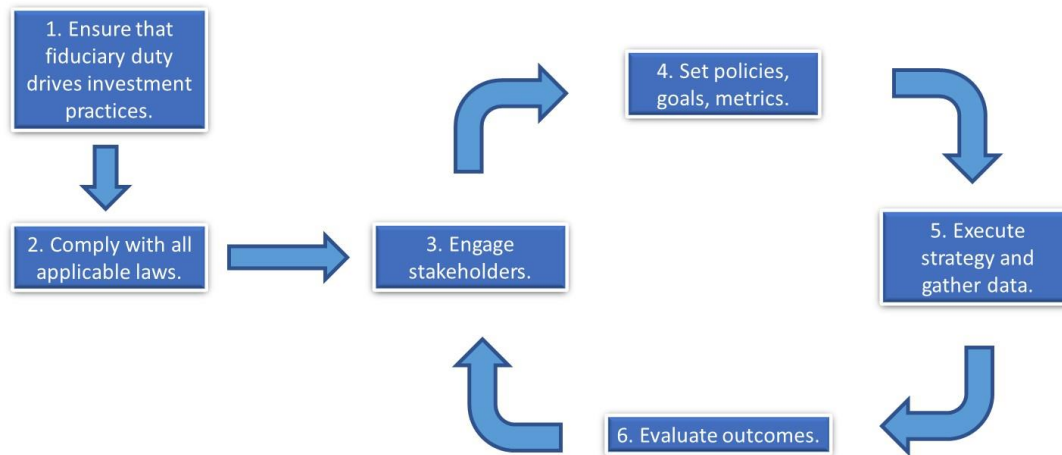 1. Ensure that
fiduciary duty
drives investment
practices.
2. Comply with all
applicable laws.
3. Engage
stakeholders.
4. Set policies,
goals, metrics.
5. Execute
strategy and
gather data.
6. Evaluate outcomes.